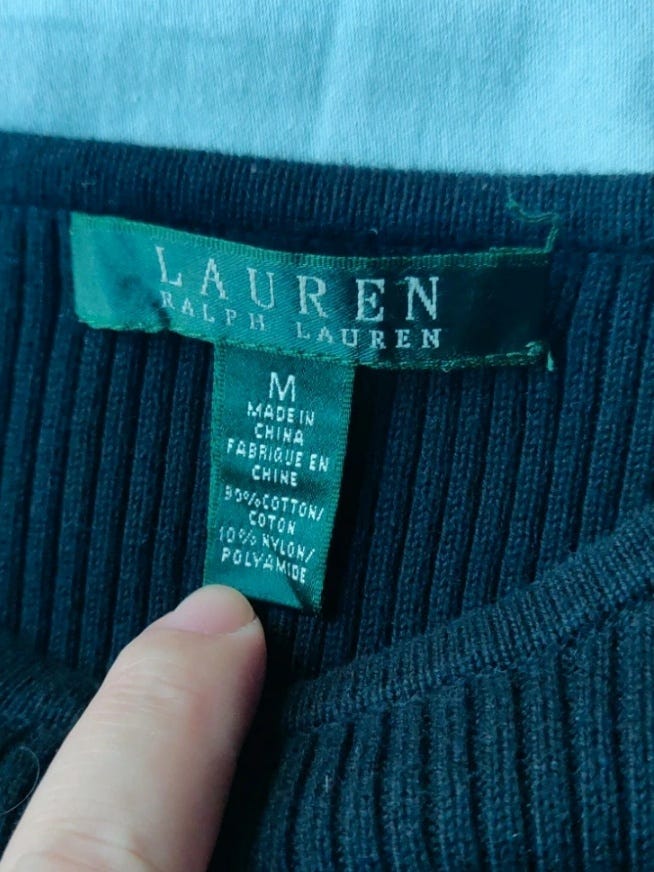 LAUREN
RALPH LAUREN
M
MADE IN
CHINA
FABRIQUE EN
CHINE
90%COTTON/
COTON
10% NYLON/
POLYAMIDE